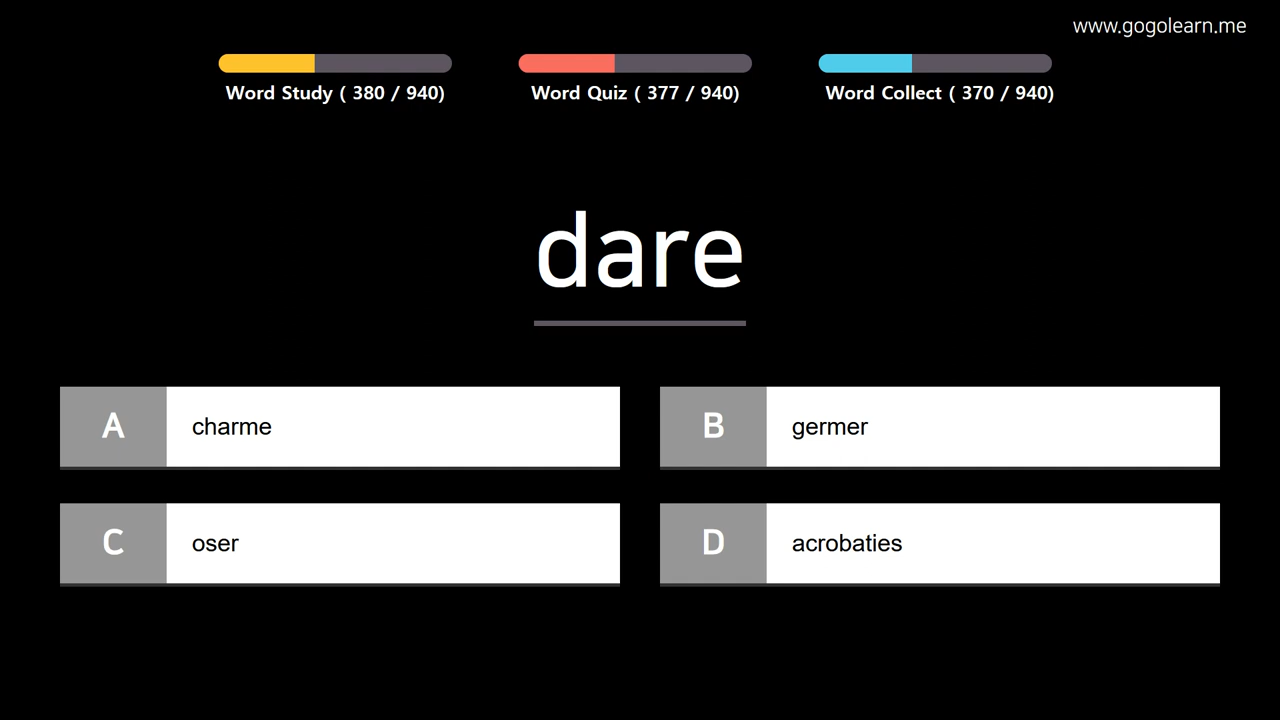 www.gogolearn.me
Word Study ( 380 / 940)
Word Quiz ( 377 / 940)
Word Collect ( 370 / 940)
dare
A
charme
B
germer
C
oser
D
acrobaties